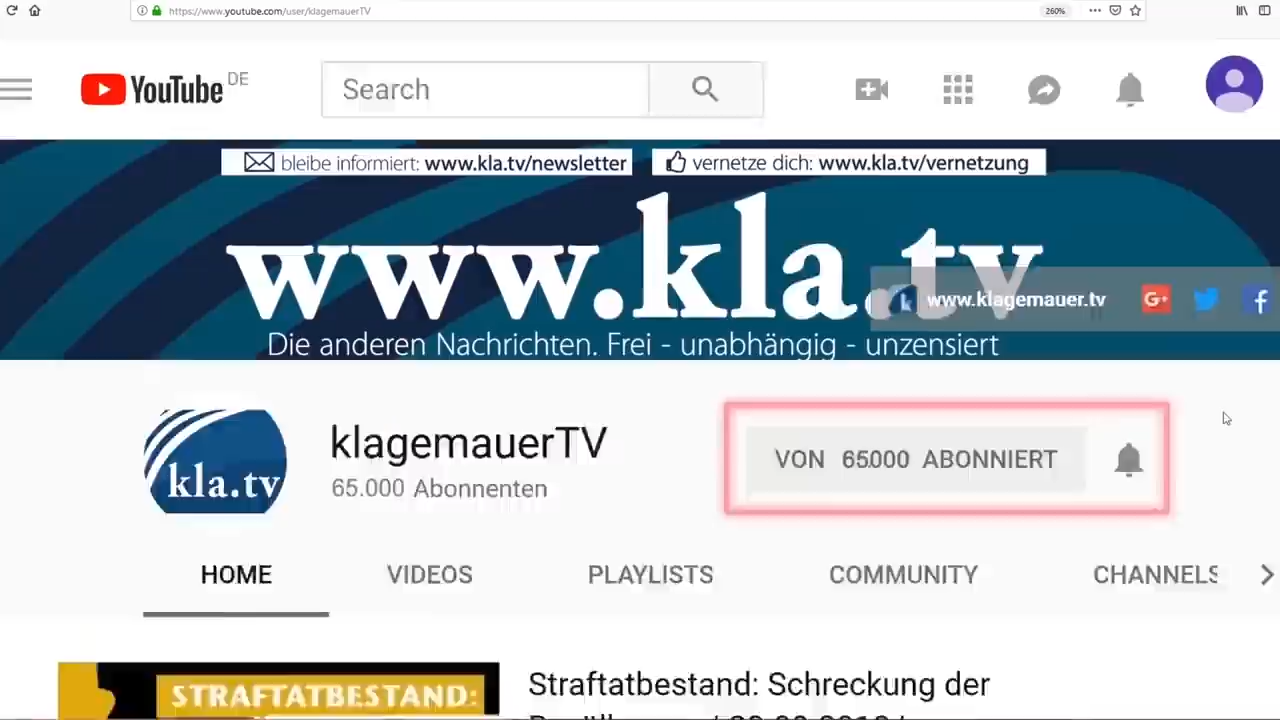 https://www.youtube.com/user/klagemauerTV
260%
YouTube DE
Search
bleibe informiert: www.kla.tv/newsletter
vernetze dich: www.kla.tv/vernetzung
www.kla.tv
www.klagemauer.tv
G+
f
Die anderen Nachrichten. Frei - unabhängig - unzensiert
kla.tv
klagemauerTV
65.000 Abonnenten
VON 65.000 ABONNIERT
HOME
VIDEOS
PLAYLISTS
COMMUNITY
CHANNELS
STRAFTATBESTAND:
Straftatbestand: Schreckung der